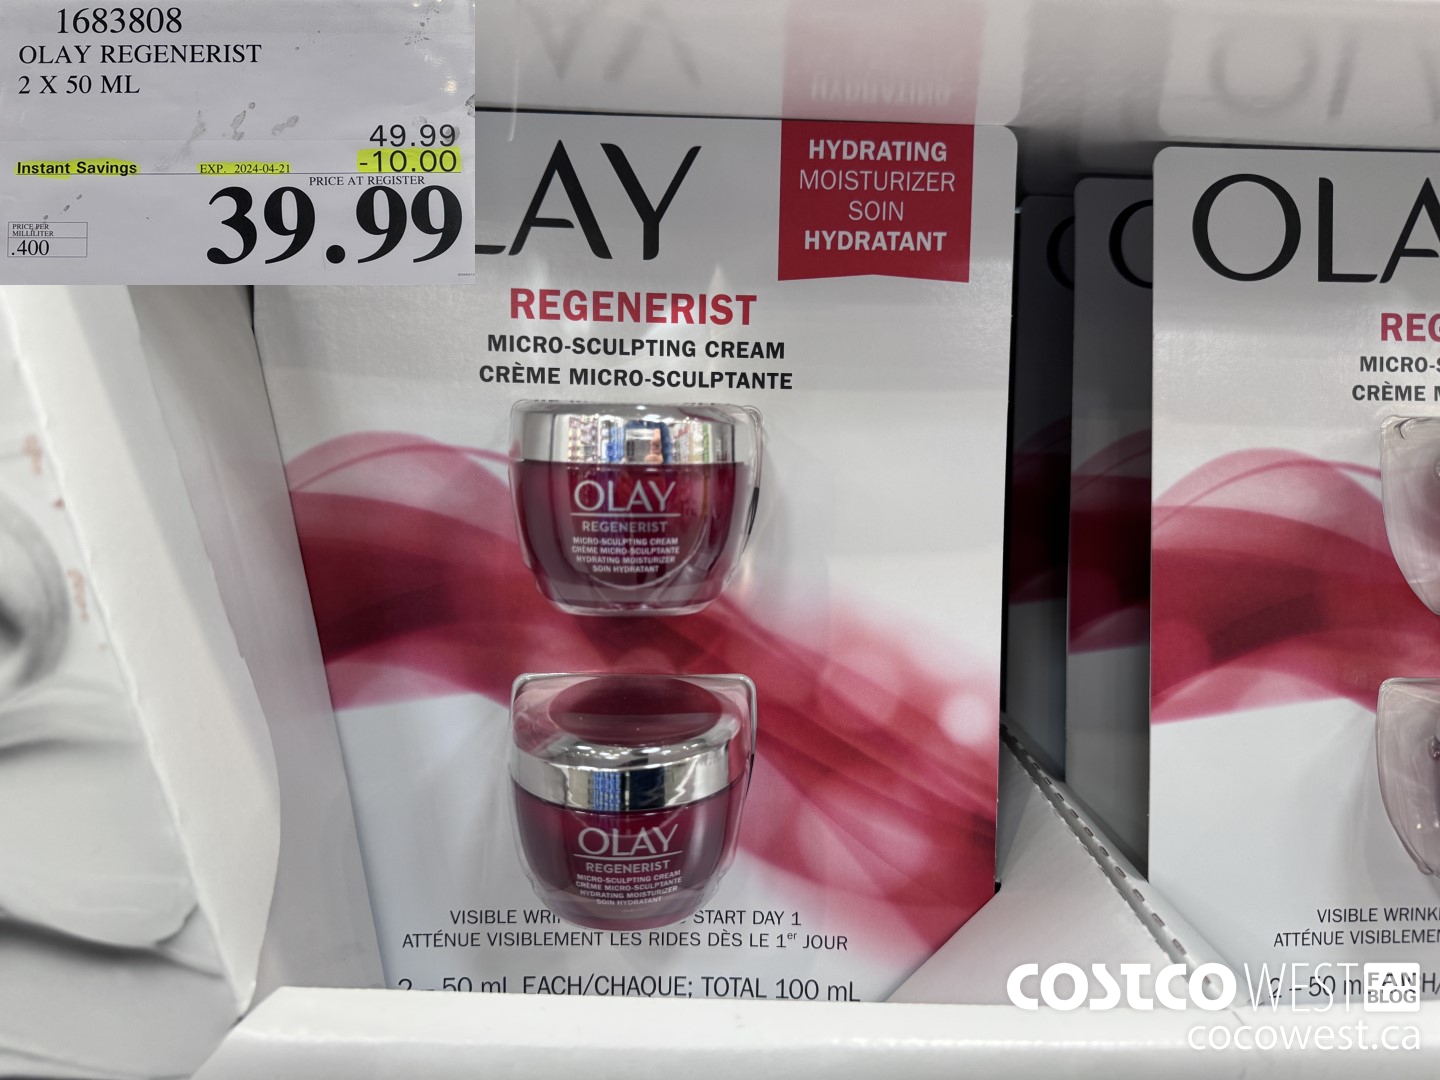 1683808
OLAY REGENERIST
2 X 50 ML
49.99
Instant Savings EXP. 2024-04-21 -10.00
PRICE AT REGISTER
39.99
PRICE PER
MILLILITER
.400
LAY
HYDRATING
MOISTURIZER
SOIN
HYDRATANT
REGENERIST
MICRO-SCULPTING CREAM
CRÈME MICRO-SCULPTANTE
OLAY
REGENERIST
MICRO-SCULPTING CREAM
CRÈME MICRO-SCULPTANTE
HYDRATING MOISTURIZER
SOIN HYDRATANT
OLAY
REGENERIST
MICRO-SCULPTING CREAM
CRÈME MICRO-SCULPTANTE
HYDRATING MOISTURIZER
SOIN HYDRATANT
VISIBLE WRI START DAY 1
ATTÉNUE VISIBLEMENT LES RIDES DÈS LE 1er JOUR
2 - 50 mL EACH/CHAQUE; TOTAL 100 mL
OLA
REG
MICRO-S
CRÈME M
VISIBLE WRINK
ATTÉNUE VISIBLEME
2 - 50 m H/
COSTCO WEST FAN BLOG
cocowest.ca